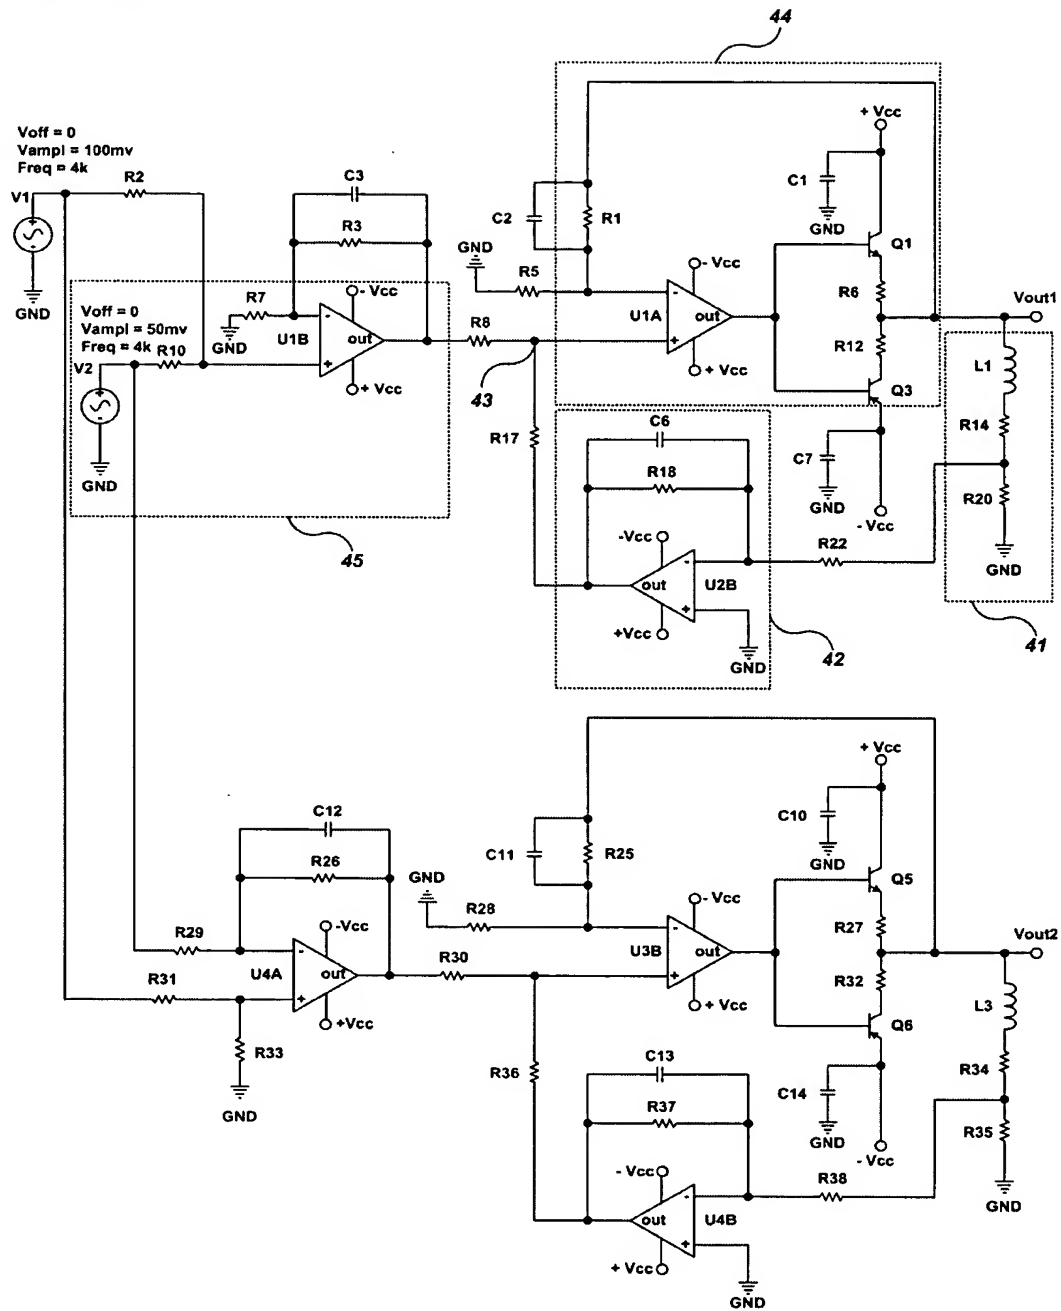 44
+ Vcc
Voff = 0
Vampl = 100mv
Freq = 4k
R2
V1
C3
R3
C2
R1
C1
GND
Q1
GND
R5
- Vcc
R6
Vout1
GND
R7
- Vcc
U1B
out
+ Vcc
GND
Voff = 0
Vampl = 50mv
Freq = 4k
R10
V2
R8
43
U1A
out
+ Vcc
R12
Q3
L1
R14
GND
R17
C6
R18
C7
GND
- Vcc
R20
GND
45
-Vcc
out
U2B
+Vcc
GND
R22
42
41
+ Vcc
C12
R26
C11
R25
C10
GND
Q5
GND
R28
- Vcc
R27
Vout2
R29
-Vcc
U4A
out
+Vcc
R31
R30
U3B
out
+ Vcc
R32
Q6
L3
R33
GND
R36
C13
R37
C14
GND
- Vcc
R34
R35
GND
- Vcc
out
U4B
R38
+ Vcc
GND